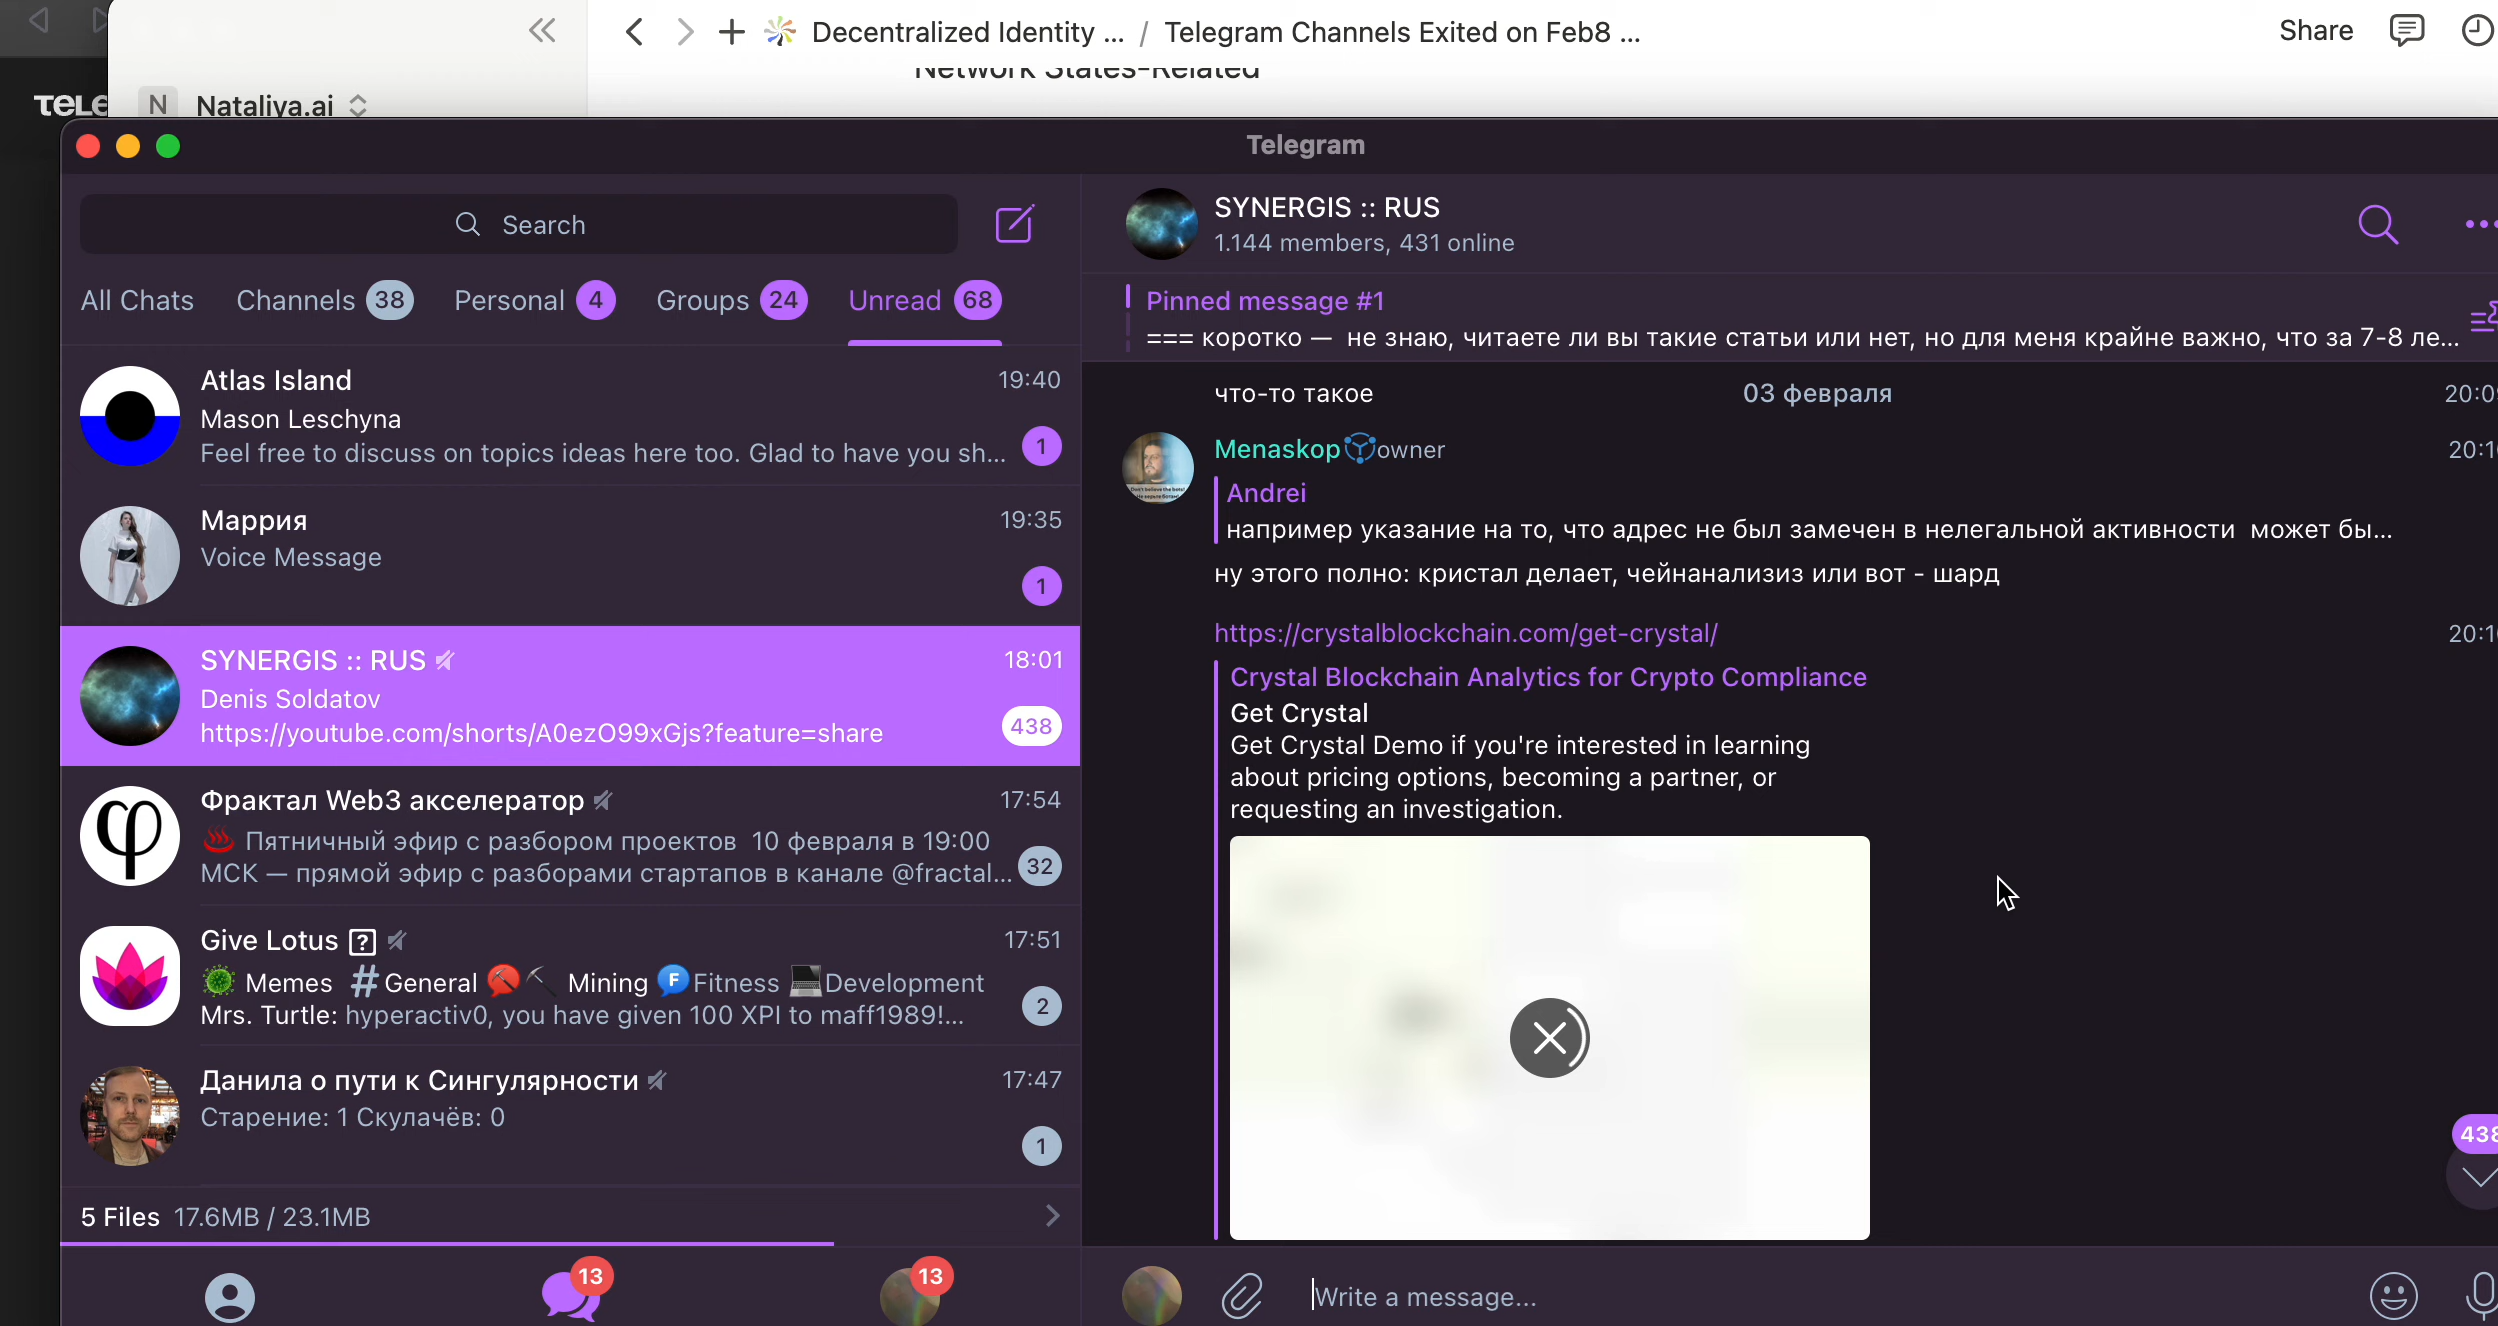 Decentralized Identity ... / Telegram Channels Exited on Feb8 ...
Share
Network States-Related
TELE
N Nataliya.ai
Telegram
Search
All Chats
Channels 38
Personal 4
Groups 24
Unread 68
Atlas Island 19:40
Mason Leschyna
Feel free to discuss on topics ideas here too. Glad to have you sh... 1
Маррия 19:35
Voice Message
1
SYNERGIS :: RUS 18:01
Denis Soldatov
https://youtube.com/shorts/A0ezO99xGjs?feature=share 438
Фрактал Web3 акселератор 17:54
Пятничный эфир с разбором проектов 10 февраля в 19:00
МСК — прямой эфир с разборами стартапов в канале @fractal... 32
Give Lotus ? 17:51
Memes # General Mining F Fitness Development
Mrs. Turtle: hyperactiv0, you have given 100 XPI to maff1989!... 2
Данила о пути к Сингулярности 17:47
Старение: 1 Скулачёв: 0
1
5 Files 17.6MB / 23.1MB
13
13
SYNERGIS :: RUS
1.144 members, 431 online
Pinned message #1
=== коротко — не знаю, читаете ли вы такие статьи или нет, но для меня крайне важно, что за 7-8 ле...
что-то такое
03 февраля
Menaskop owner
Andrei
например указание на то, что адрес не был замечен в нелегальной активности может бы...
ну этого полно: кристал делает, чейнанализиз или вот - шард
https://crystalblockchain.com/get-crystal/
Crystal Blockchain Analytics for Crypto Compliance
Get Crystal
Get Crystal Demo if you're interested in learning
about pricing options, becoming a partner, or
requesting an investigation.
438
Write a message...